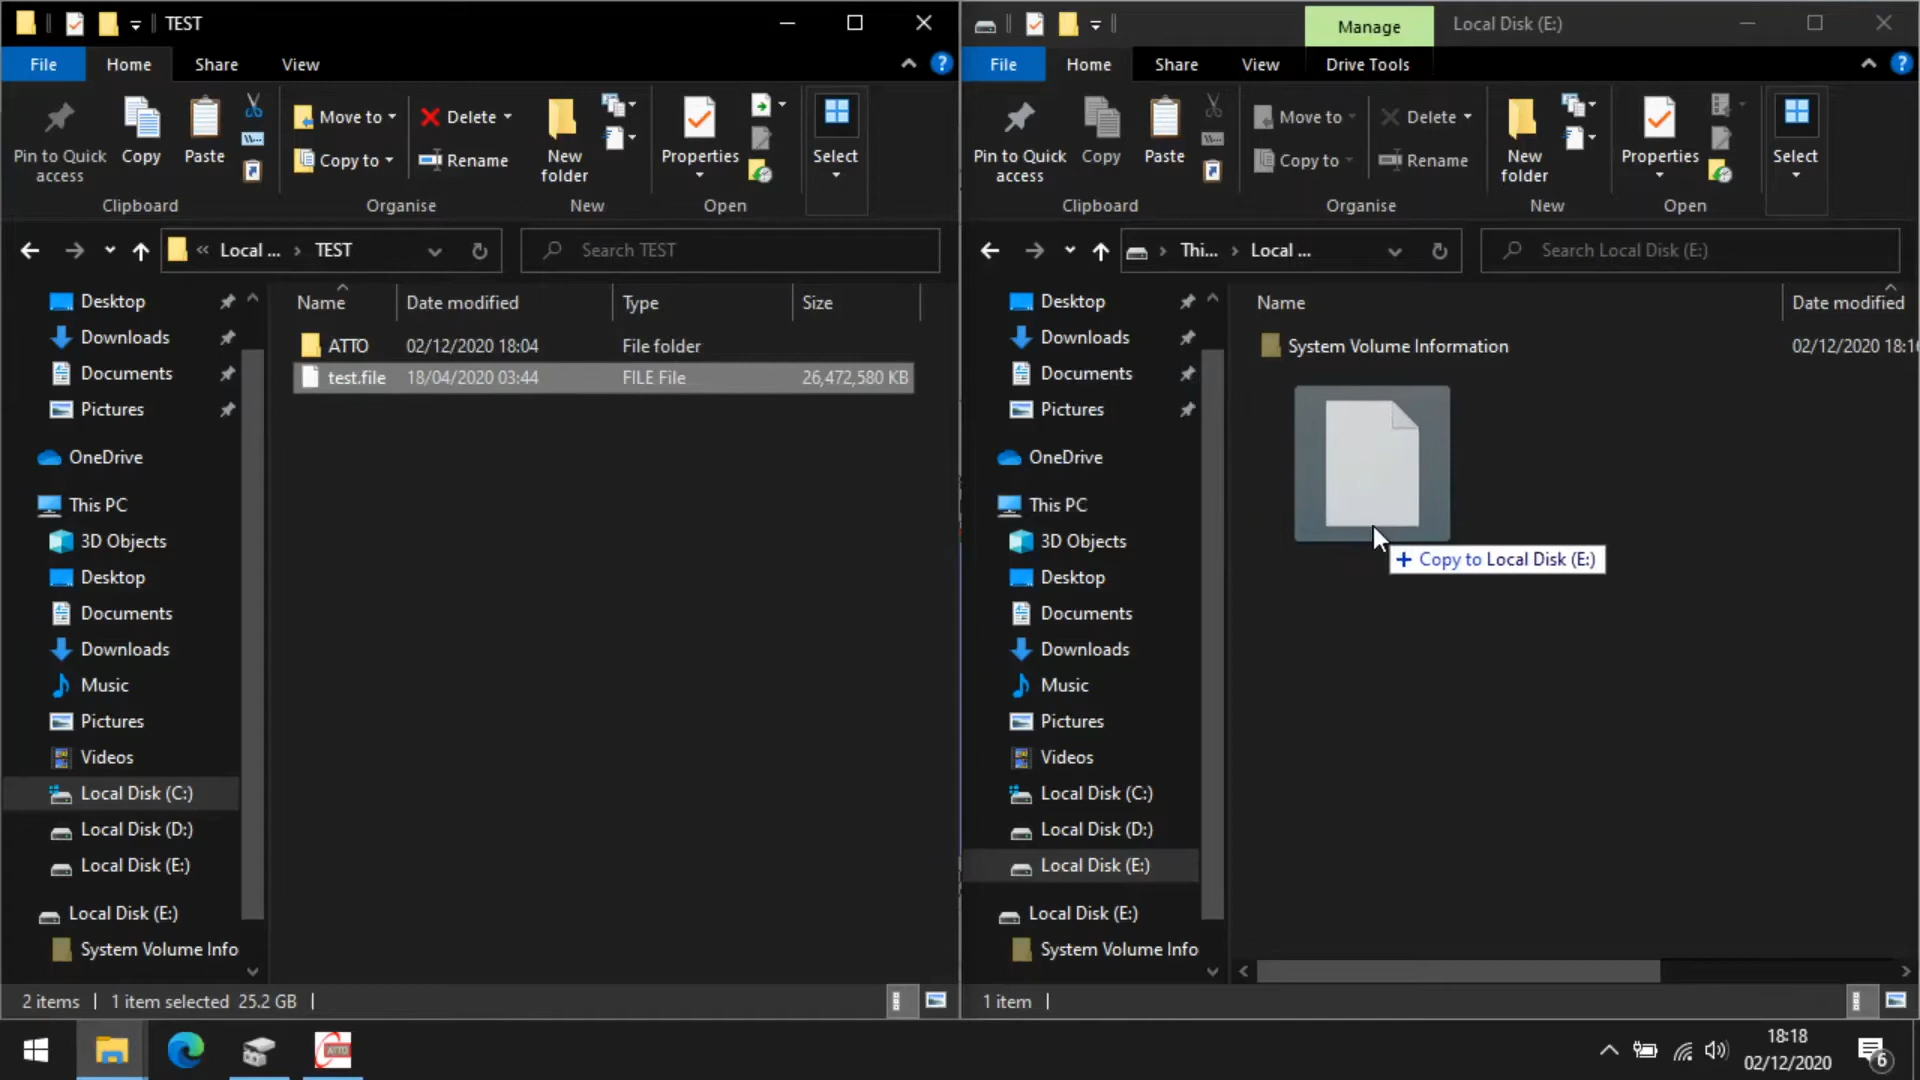 TEST
File
Home
Share
View
Pin to Quick
access
Copy
Paste
Move to
Copy to
Delete
Rename
New
folder
Properties
Select
Clipboard
Organise
New
Open
Local ...
TEST
Search TEST
Desktop
Downloads
Documents
Pictures
OneDrive
This PC
3D Objects
Desktop
Documents
Downloads
Music
Pictures
Videos
Local Disk (C:)
Local Disk (D:)
Local Disk (E:)
Local Disk (E:)
System Volume Info
Name
Date modified
Type
Size
ATTO
02/12/2020 18:04
File folder
test.file
18/04/2020 03:44
FILE File
26,472,580 KB
2 items
1 item selected 25.2 GB
Manage
Local Disk (E:)
File
Home
Share
View
Drive Tools
Pin to Quick
access
Copy
Paste
Move to
Copy to
Delete
Rename
New
folder
Properties
Select
Clipboard
Organise
New
Open
Thi...
Local ...
Search Local Disk (E:)
Desktop
Downloads
Documents
Pictures
OneDrive
This PC
3D Objects
Desktop
Documents
Downloads
Music
Pictures
Videos
Local Disk (C:)
Local Disk (D:)
Local Disk (E:)
Local Disk (E:)
System Volume Info
Name
Date modified
System Volume Information
02/12/2020 18:16
+ Copy to Local Disk (E:)
1 item
ATTO
18:18
02/12/2020
6